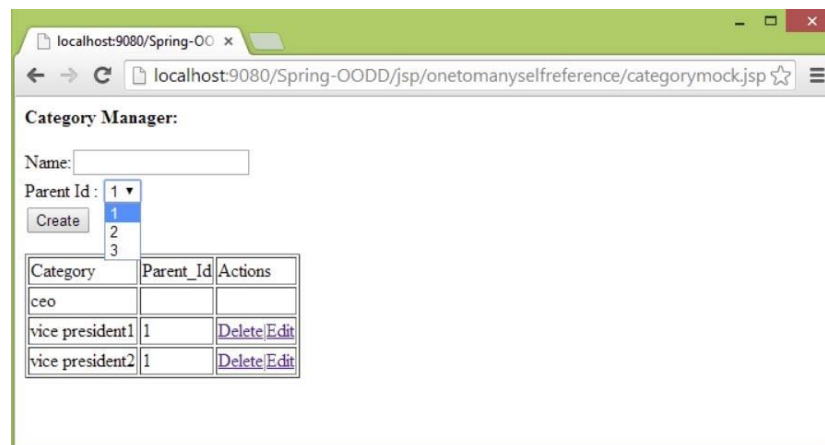 localhost:9080/Spring-OO
localhost:9080/Spring-OODD/jsp/onetomanyselfreference/categorymock.jsp
Category Manager:
Name:
Parent Id : 1
1
2
3
Create
Category Parent_Id Actions
ceo
vice president1 1 Delete|Edit
vice president2 1 Delete|Edit